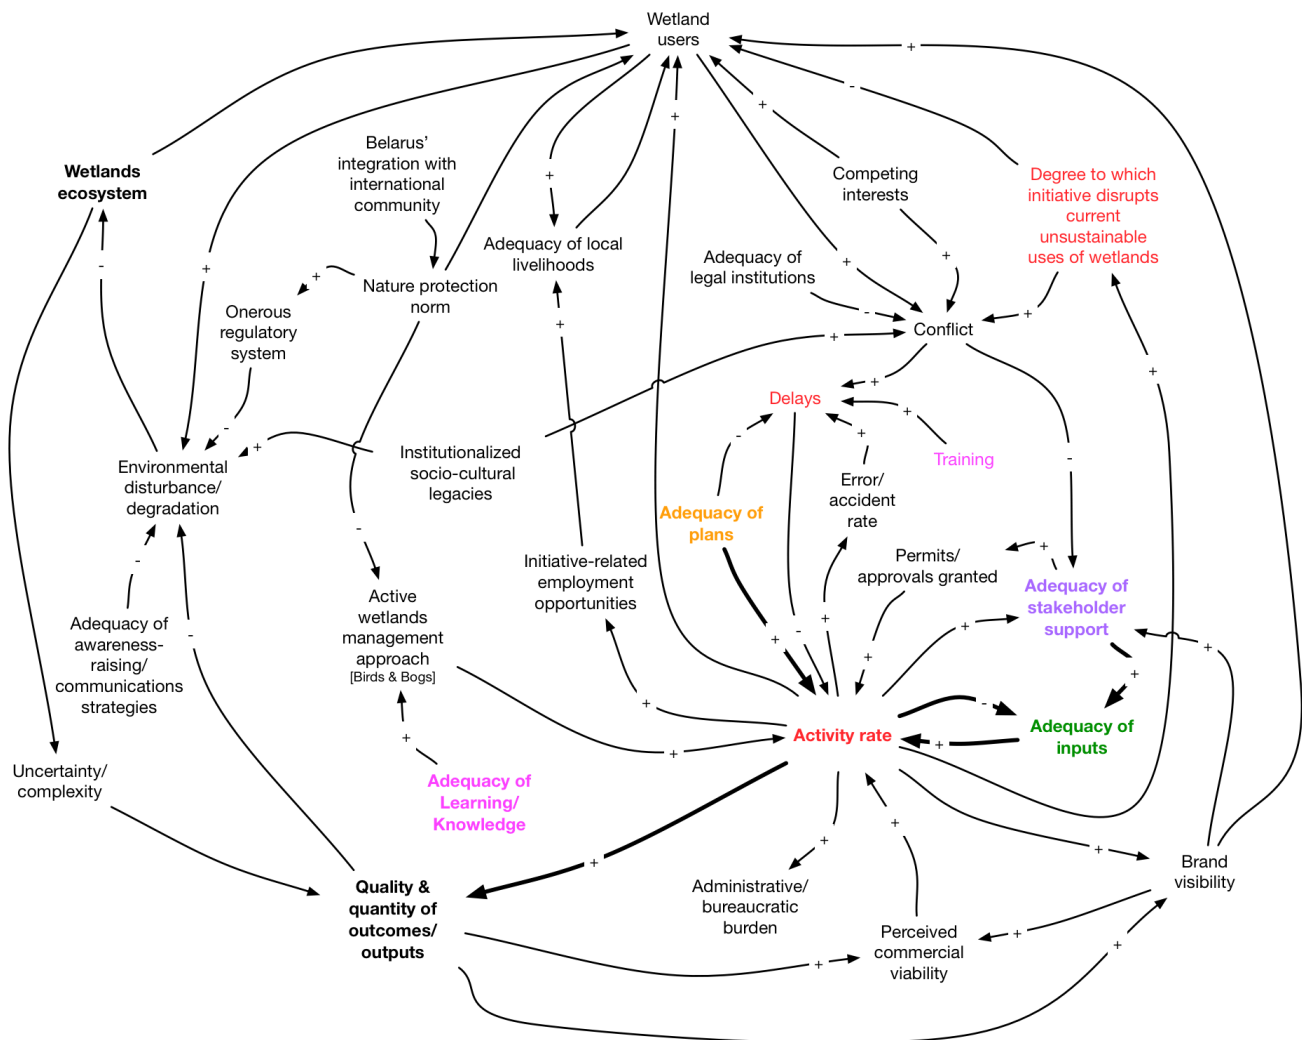 Wetland
users
Belarus'
integration with
international
community
Wetlands
ecosystem
Competing
interests
Degree to which
initiative disrupts
current
unsustainable
uses of wetlands
Adequacy of local
livelihoods
Adequacy of
legal institutions
Nature protection
norm
Onerous
regulatory
system
Conflict
Delays
Training
Institutionalized
socio-cultural
legacies
Environmental
disturbance/
degradation
Error/
accident
rate
Adequacy of
plans
Permits/
approvals granted
Initiative-related
employment
opportunities
Adequacy of
stakeholder
support
Active
wetlands
management
approach
[Birds & Bogs]
Adequacy of
awareness-
raising/
communications
strategies
Activity rate
Adequacy of
inputs
Uncertainty/
complexity
Adequacy of
Learning/
Knowledge
Brand
visibility
Quality &
quantity of
outcomes/
outputs
Administrative/
bureaucratic
burden
Perceived
commercial
viability